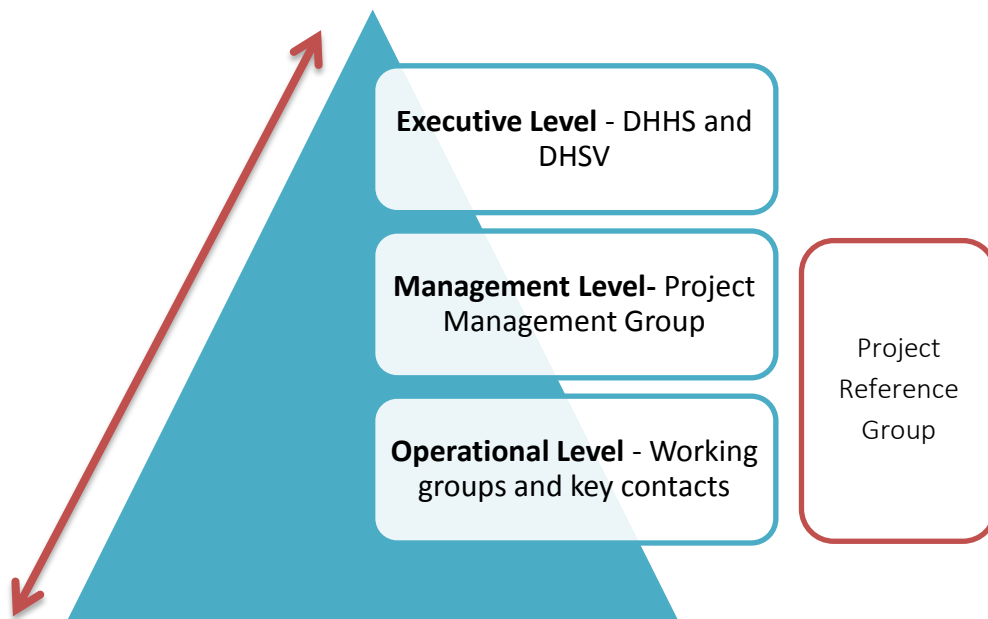 Executive Level - DHHS and
DHSV
Management Level- Project
Management Group
Operational Level - Working
groups and key contacts
Project
Reference
Group